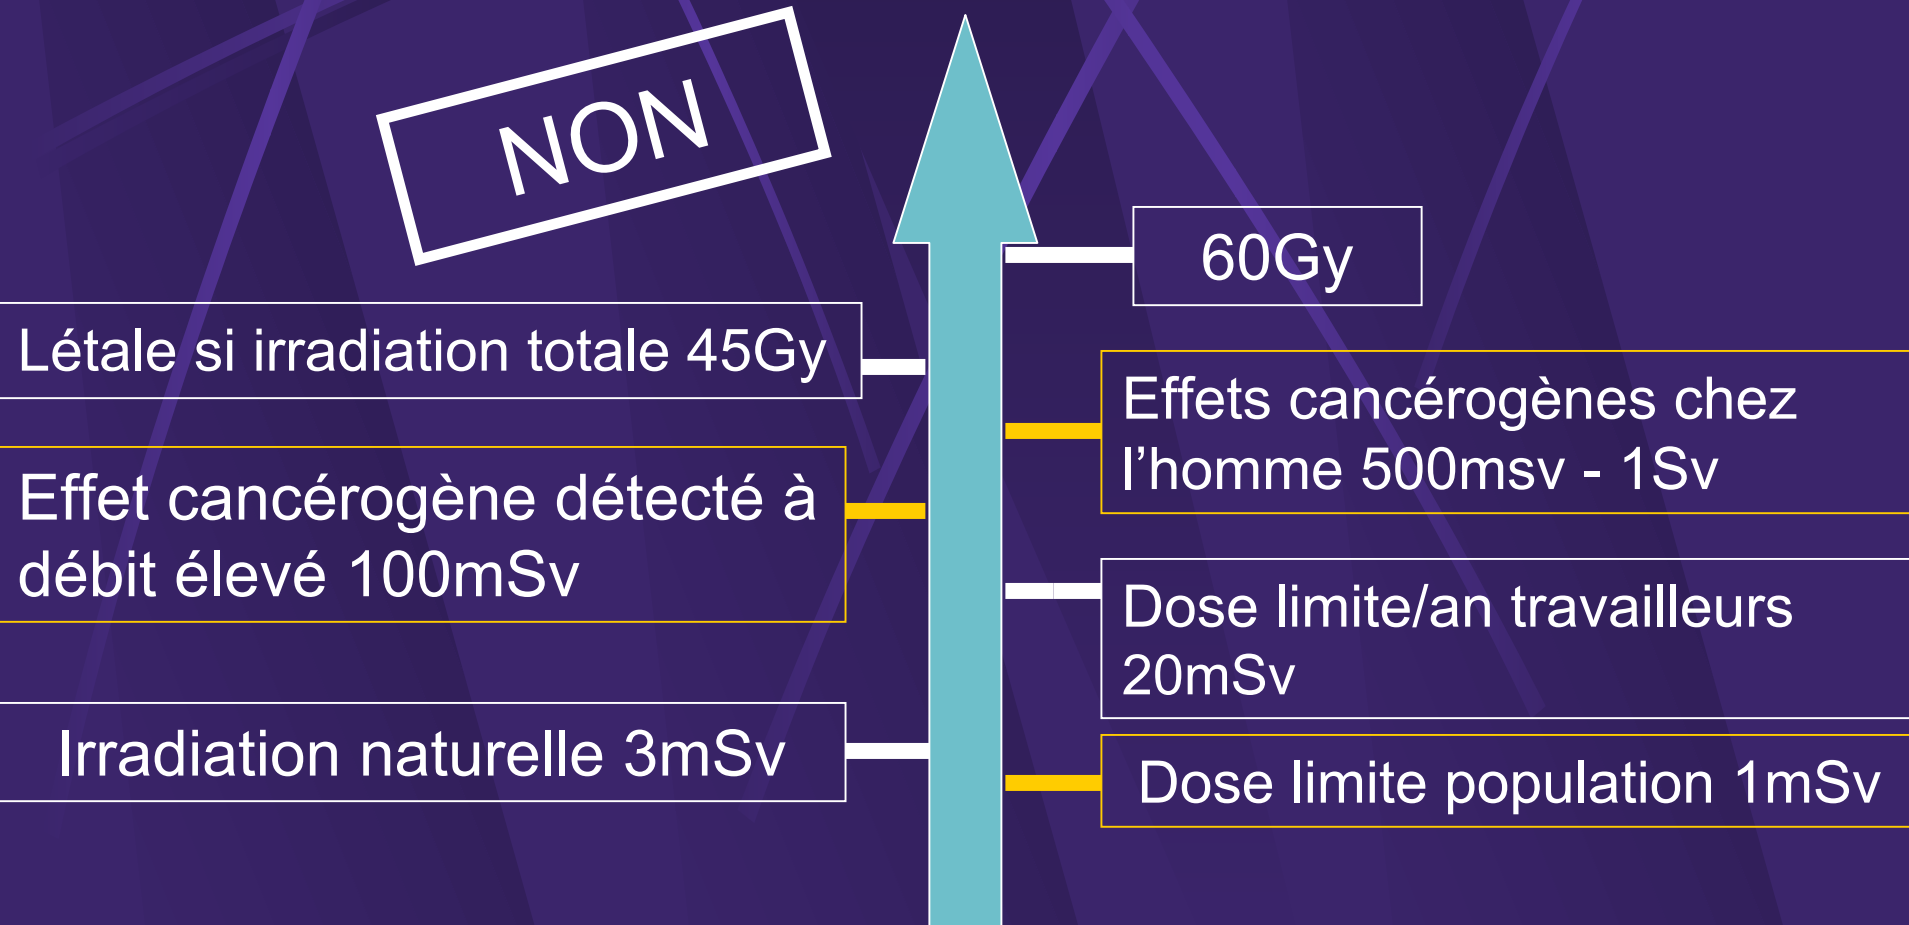 NON
60Gy
Létale si irradiation totale 45Gy
Effets cancérogènes chez
l’homme 500msv - 1Sv
Effet cancérogène détecté à
débit élevé 100mSv
Dose limite/an travailleurs
20mSv
Irradiation naturelle 3mSv
Dose limite population 1mSv